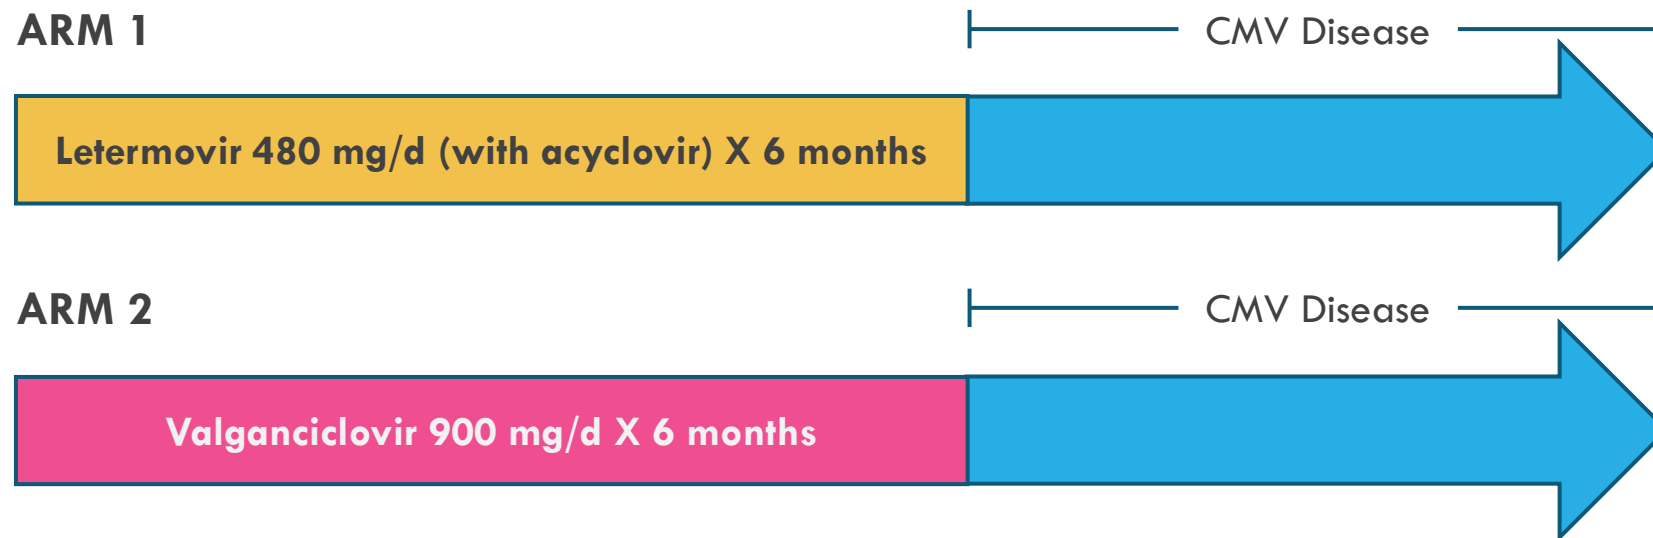 ARM 1
CMV Disease
Letermovir 480 mg/d (with acyclovir) X 6 months
ARM 2
CMV Disease
Valganciclovir 900 mg/d X 6 months